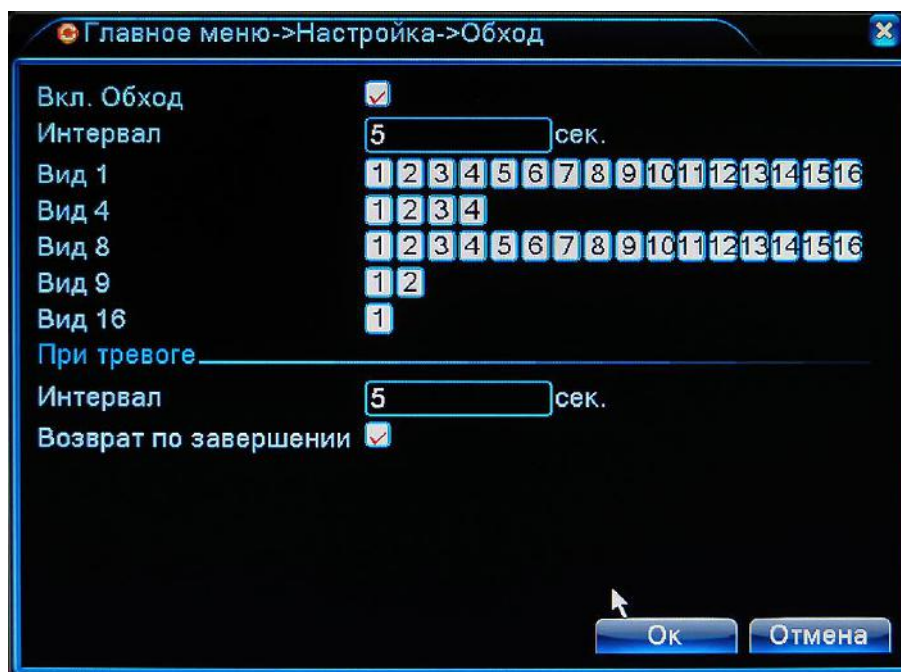 Главное меню->Настройка->Обход
Вкл. Обход
Интервал 5 сек.
Вид 1 1 2 3 4 5 6 7 8 9 10 11 12 13 14 15 16
Вид 4 1 2 3 4
Вид 8 1 2 3 4 5 6 7 8 9 10 11 12 13 14 15 16
Вид 9 1 2
Вид 16 1
При тревоге
Интервал 5 сек.
Возврат по завершении
Ок Отмена